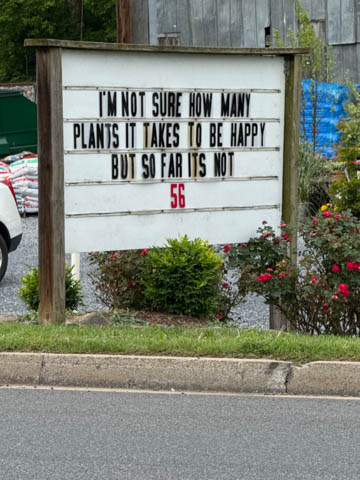 I'M NOT SURE HOW MANY
PLANTS IT TAKES TO BE HAPPY
BUT SO FAR ITS NOT
56